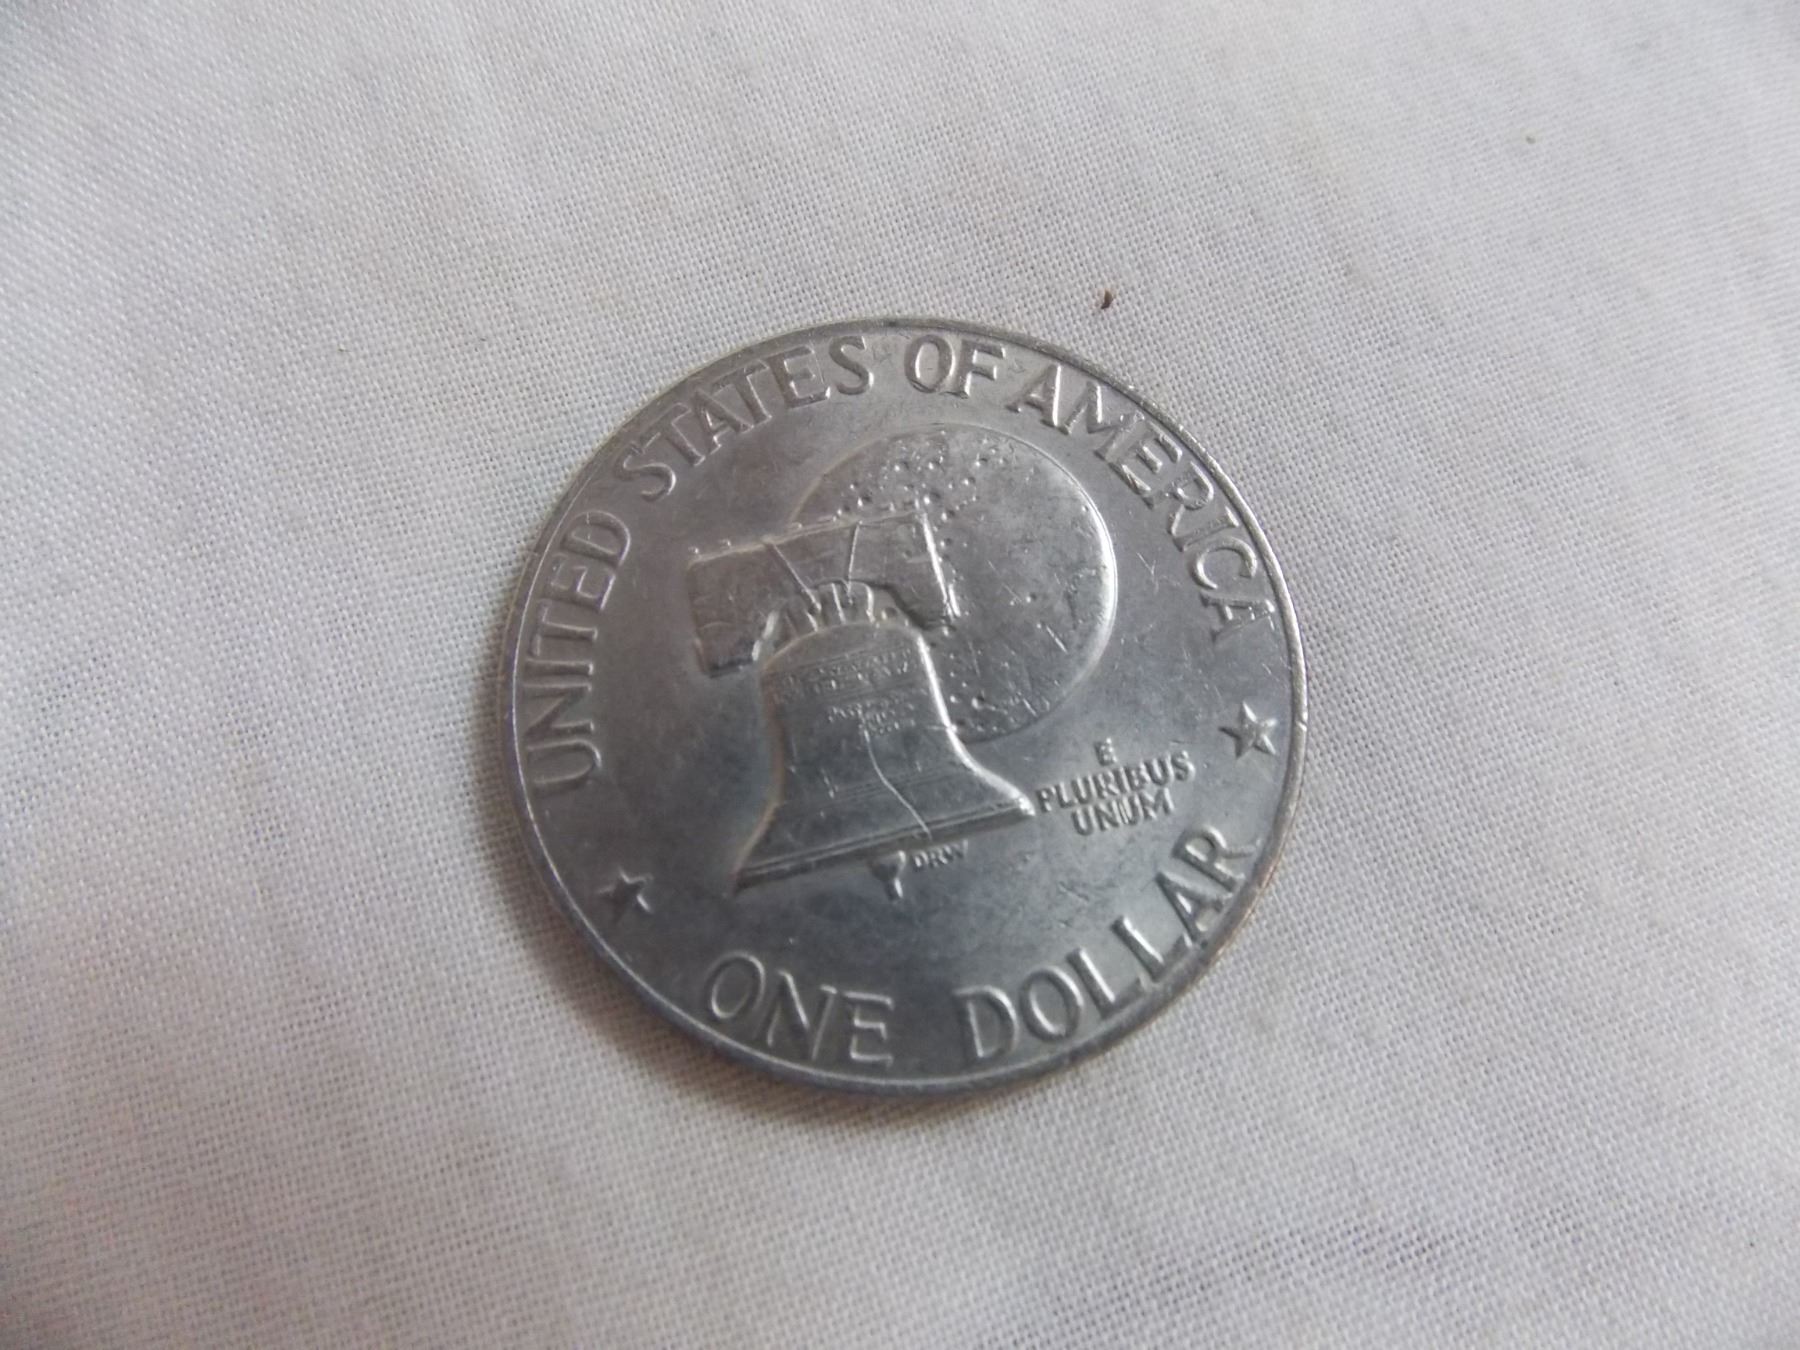 UNITED STATES OF AMERICA
E
PLURIBUS
UNUM
DRW
ONE DOLLAR